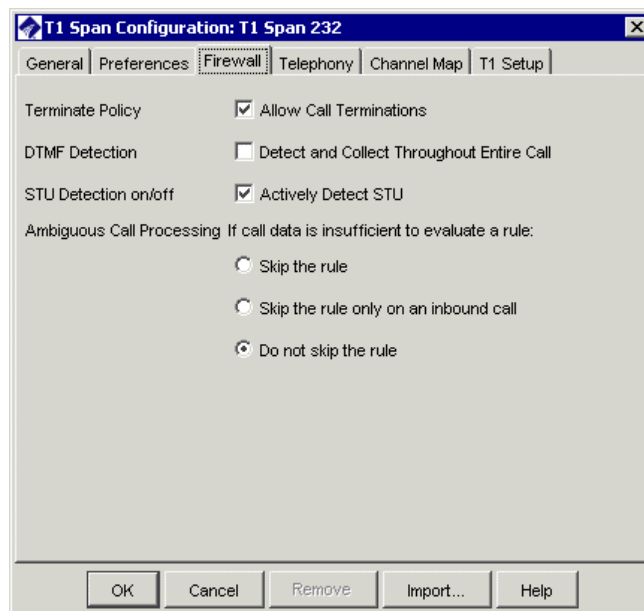 T1 Span Configuration: T1 Span 232
General Preferences Firewall Telephony Channel Map T1 Setup
Terminate Policy Allow Call Terminations
DTMF Detection Detect and Collect Throughout Entire Call
STU Detection on/off Actively Detect STU
Ambiguous Call Processing If call data is insufficient to evaluate a rule:
Skip the rule
Skip the rule only on an inbound call
Do not skip the rule
OK Cancel Remove Import... Help